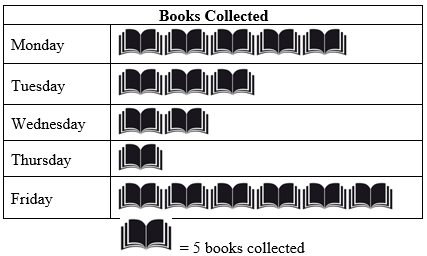 Books Collected
Monday
Tuesday
Wednesday
Thursday
Friday
= 5 books collected